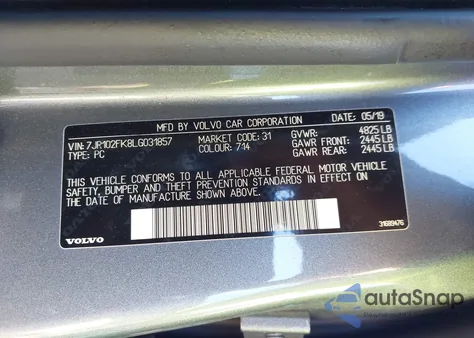 MFD BY VOLVO CAR CORPORATION 05/19
VIN: 7JR102FK8LG031857 MARKET CODE: 31 GVWR: 4825 LB
TYPE: PC COLOUR: 714 GAWR FRONT: 2445 LB
GAWR REAR: 2445 LB
THIS VEHICLE CONFORMS TO ALL APPLICABLE FEDERAL MOTOR VEHICLE
SAFETY, BUMPER AND THEFT PREVENTION STANDARDS IN EFFECT ON
THE DATE OF MANUFACTURE SHOWN ABOVE.
VOLVO 31689476
autoSnap